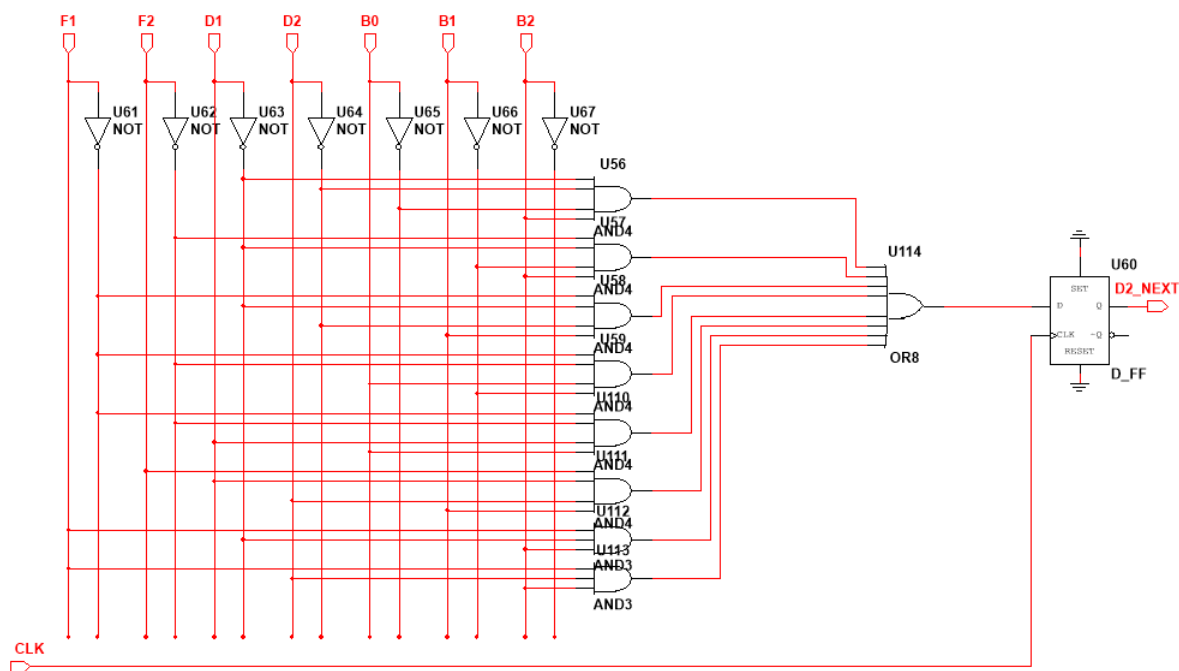 F1 F2 D1 D2 B0 B1 B2
U61 U62 U63 U64 U65 U66 U67
NOT NOT NOT NOT NOT NOT NOT
U56
U57
AND4
U114
U60
U58
SET
D2_NEXT
AND4
D Q
U59
CLK ~Q
AND4
RESET
OR8
D_FF
U110
AND4
U111
AND4
U112
AND4
U113
AND3
AND3
CLK